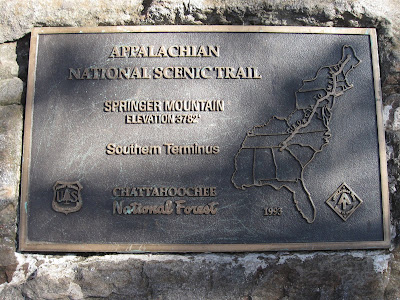 APPALACHIAN
NATIONAL SCENIC TRAIL
SPRINGER MOUNTAIN
ELEVATION 3782'
Southern Terminus
CHATTAHOOCHEE
National Forest
1993
U S